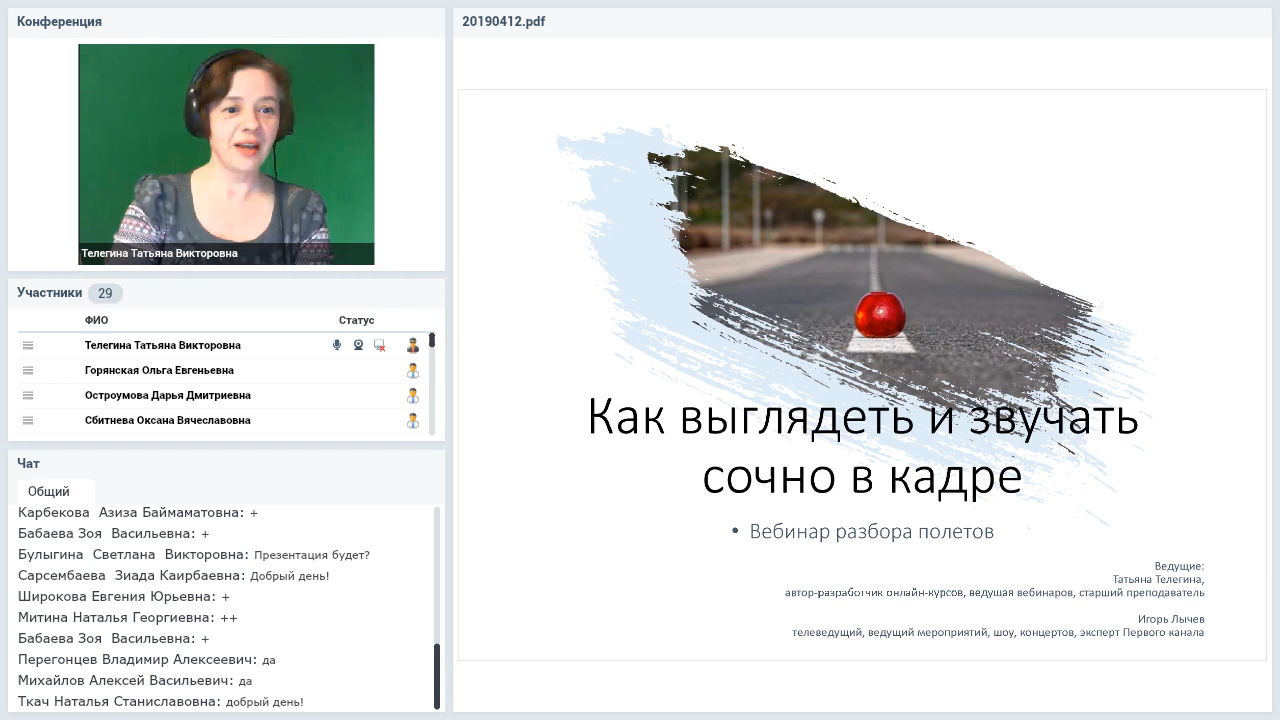 Конференция
Телегина Татьяна Викторовна
Участники 29
ФИО Статус
Телегина Татьяна Викторовна
Горянская Ольга Евгеньевна
Остроумова Дарья Дмитриевна
Сбитнева Оксана Вячеславовна
Чат
Общий
Карбекова Азиза Баймаматовна: +
Бабаева Зоя Васильевна: +
Булыгина Светлана Викторовна: Презентация будет?
Сарсембаева Зиада Каирбаевна: Добрый день!
Широкова Евгения Юрьевна: +
Митина Наталья Георгиевна: ++
Бабаева Зоя Васильевна: +
Перегонцев Владимир Алексеевич: да
Михайлов Алексей Васильевич: да
Ткач Наталья Станиславовна: добрый день!
20190412.pdf
Как выглядеть и звучать
сочно в кадре
• Вебинар разбора полетов
Ведущие:
Татьяна Телегина,
автор-разработчик онлайн-курсов, ведущая вебинаров, старший преподаватель
Игорь Лычев
телеведущий, ведущий мероприятий, шоу, концертов, эксперт Первого канала